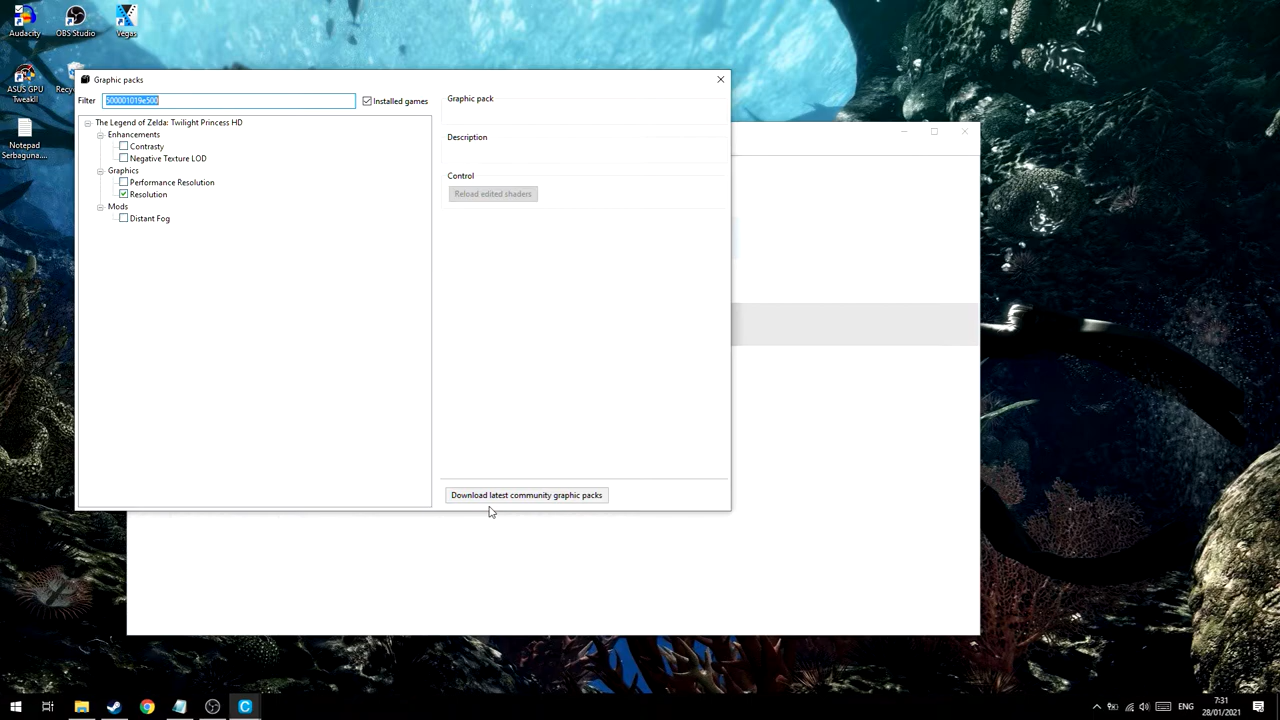 Audacity
OBS Studio
Vegas
ASUS GPU
TweakII
Notepad
Serbaguna....
Graphic packs
Filter
500001019e500
Installed games
The Legend of Zelda: Twilight Princess HD
Enhancements
Contrasty
Negative Texture LOD
Graphics
Performance Resolution
Resolution
Mods
Distant Fog
Graphic pack
Description
Control
Reload edited shaders
Download latest community graphic packs
ENG
7:31
28/01/2021